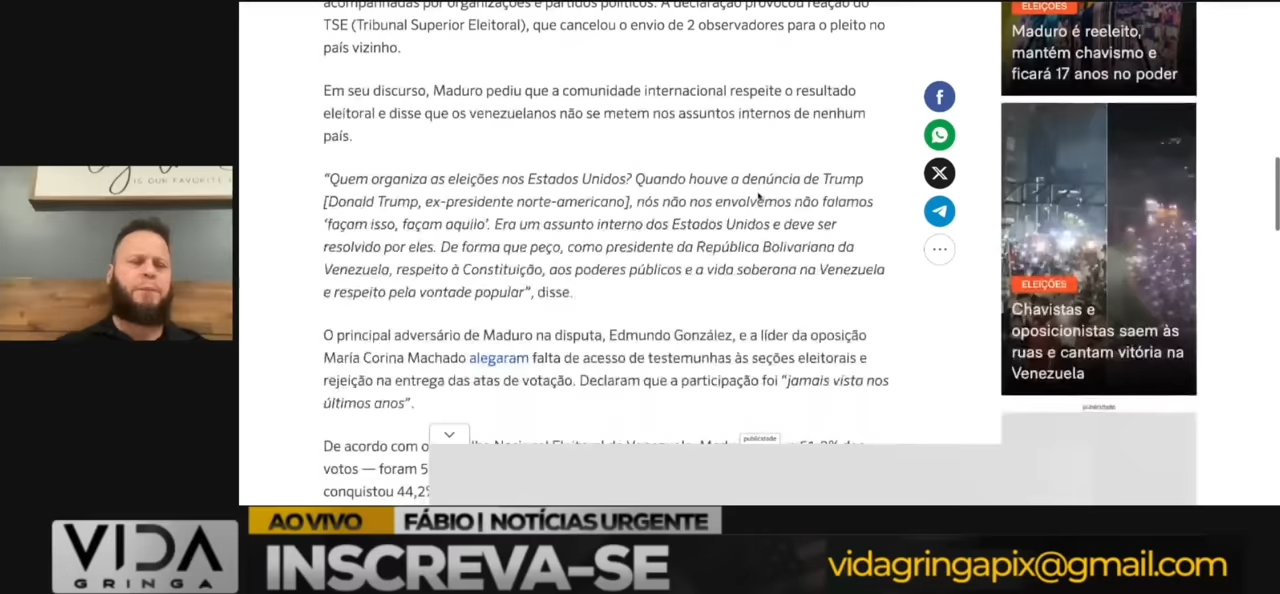 acompanhadas por organizações e partidos políticos. A declaração provocou reação do
TSE (Tribunal Superior Eleitoral), que cancelou o envio de 2 observadores para o pleito no
país vizinho.
Em seu discurso, Maduro pediu que a comunidade internacional respeite o resultado
eleitoral e disse que os venezuelanos não se metem nos assuntos internos de nenhum
país.
“Quem organiza as eleições nos Estados Unidos? Quando houve a denúncia de Trump
[Donald Trump, ex-presidente norte-americano], nós não nos envolvemos não falamos
‘façam isso, façam aquilo’. Era um assunto interno dos Estados Unidos e deve ser
resolvido por eles. De forma que peço, como presidente da República Bolivariana da
Venezuela, respeito à Constituição, aos poderes públicos e a vida soberana na Venezuela
e respeito pela vontade popular”, disse.
O principal adversário de Maduro na disputa, Edmundo González, e a líder da oposição
María Corina Machado alegaram falta de acesso de testemunhas às seções eleitorais e
rejeição na entrega das atas de votação. Declaram que a participação foi “jamais vista nos
últimos anos”.
De acordo com o
votos — foram 5
conquistou 44,2
publicidade
ELEIÇÕES
Maduro é reeleito,
mantém chavismo e
ficará 17 anos no poder
ELEIÇÕES
Chavistas e
oposicionistas saem às
ruas e cantam vitória na
Venezuela
publicidade
IS OUR FAVORITE
VIDA
GRINGA
AO VIVO
FÁBIO | NOTÍCIAS URGENTE
INSCREVA-SE
vidagringapix@gmail.com